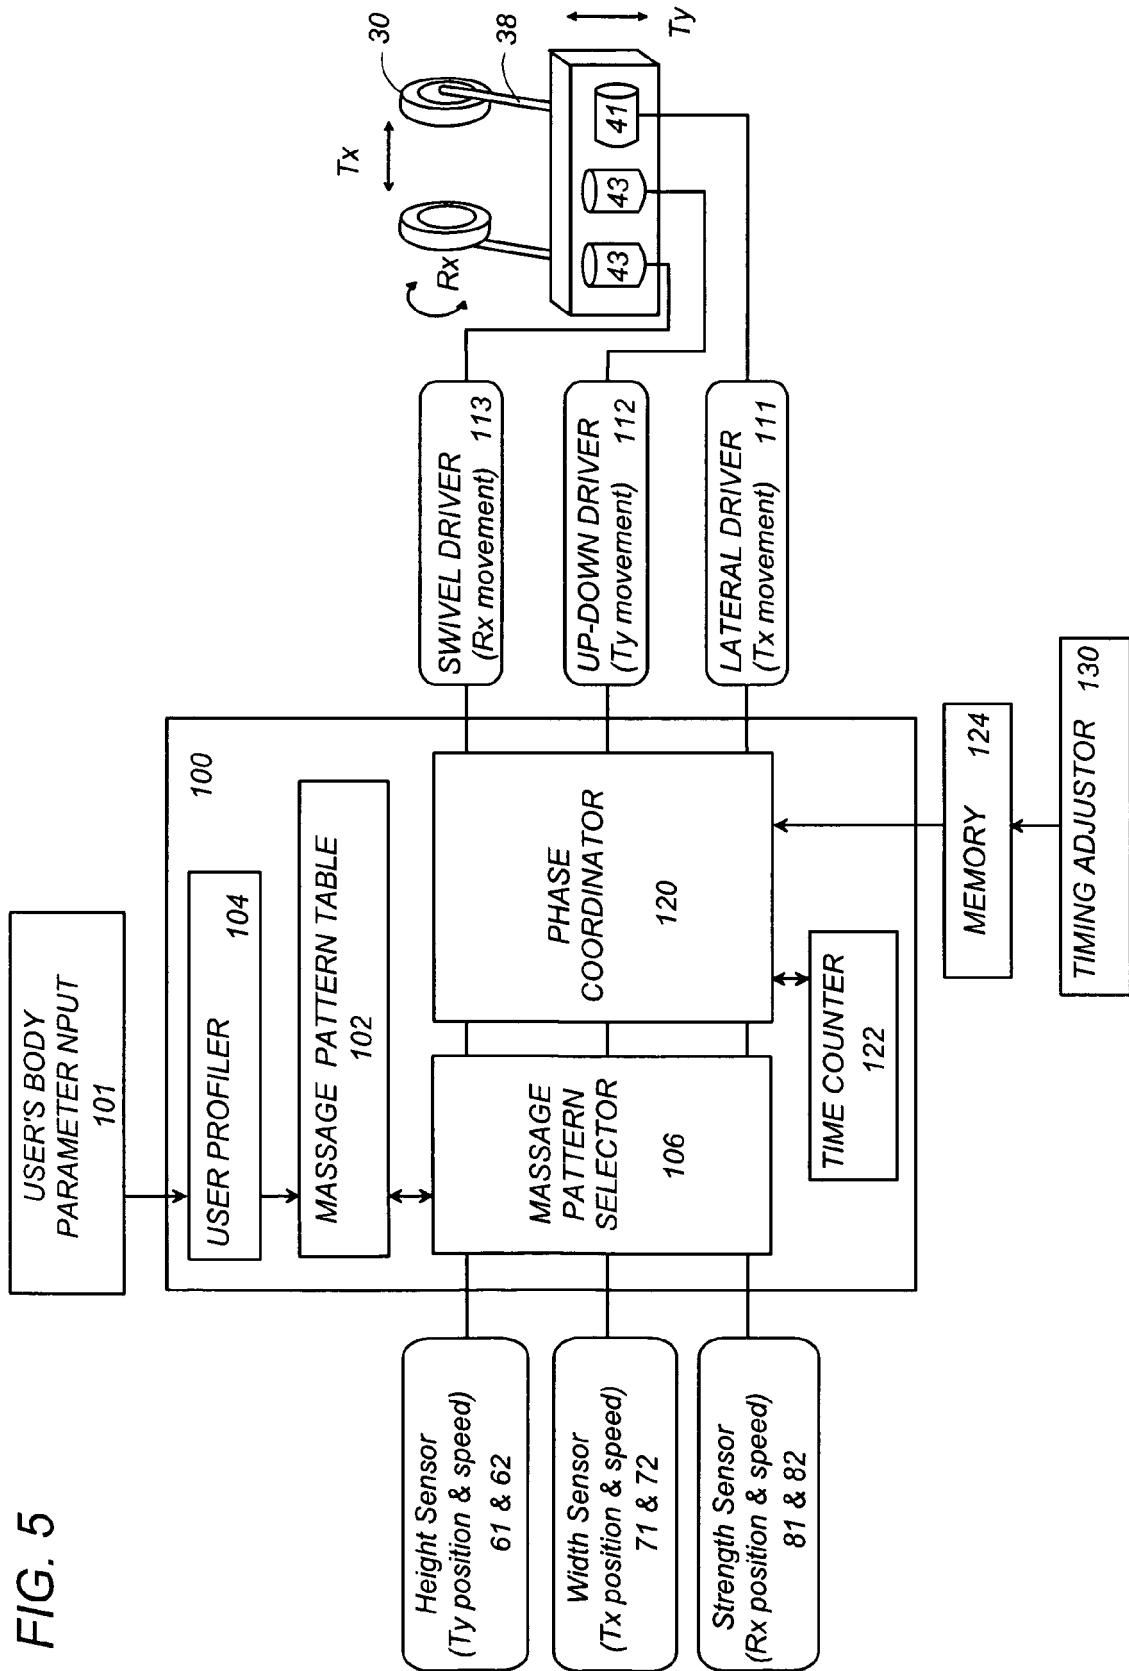 FIG. 5
USER'S BODY
PARAMETER NPUT
101
100
USER PROFILER 104
MASSAGE PATTERN TABLE
102
Height Sensor
(Ty position & speed)
61 & 62
Width Sensor
(Tx position & speed)
71 & 72
Strength Sensor
(Rx position & speed)
81 & 82
MASSAGE
PATTERN
SELECTOR
106
PHASE
COORDINATOR
120
TIME COUNTER
122
MEMORY 124
TIMING ADJUSTOR 130
SWIVEL DRIVER
(Rx movement) 113
UP-DOWN DRIVER
(Ty movement) 112
LATERAL DRIVER
(Tx movement) 111
Rx
Tx
30
38
Ty
43
43
41